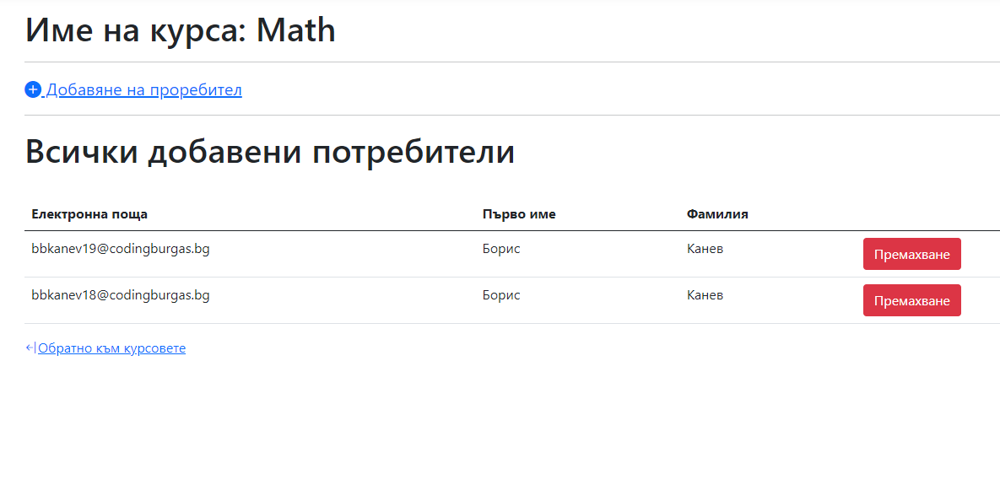 Име на курса: Math
Добавяне на проребител
Всички добавени потребители
Електронна поща Първо име Фамилия
bbkanev19@codingburgas.bg Борис Канев Премахване
bbkanev18@codingburgas.bg Борис Канев Премахване
Обратно към курсовете